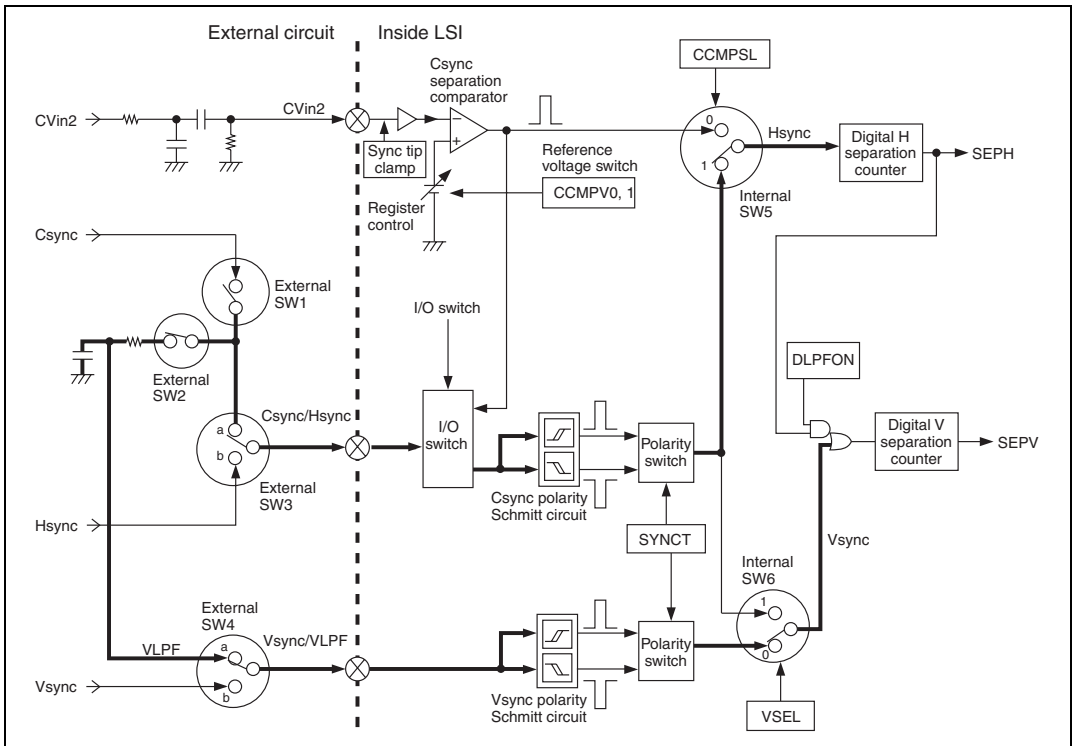 External circuit
Inside LSI
CVin2
CVin2
Sync tip
clamp
Csync
separation
comparator
Register
control
Reference
voltage switch
CCMPV0, 1
CCMPSL
0
1
Internal
SW5
Hsync
Digital H
separation
counter
SEPH
Csync
External
SW1
External
SW2
I/O switch
a
b
Csync/Hsync
External
SW3
Hsync
I/O
switch
Csync polarity
Schmitt circuit
Polarity
switch
SYNCT
DLPFON
Digital V
separation
counter
SEPV
Vsync
Internal
SW6
1
0
VSEL
External
SW4
VLPF
a
b
Vsync/VLPF
Vsync
Vsync polarity
Schmitt circuit
Polarity
switch